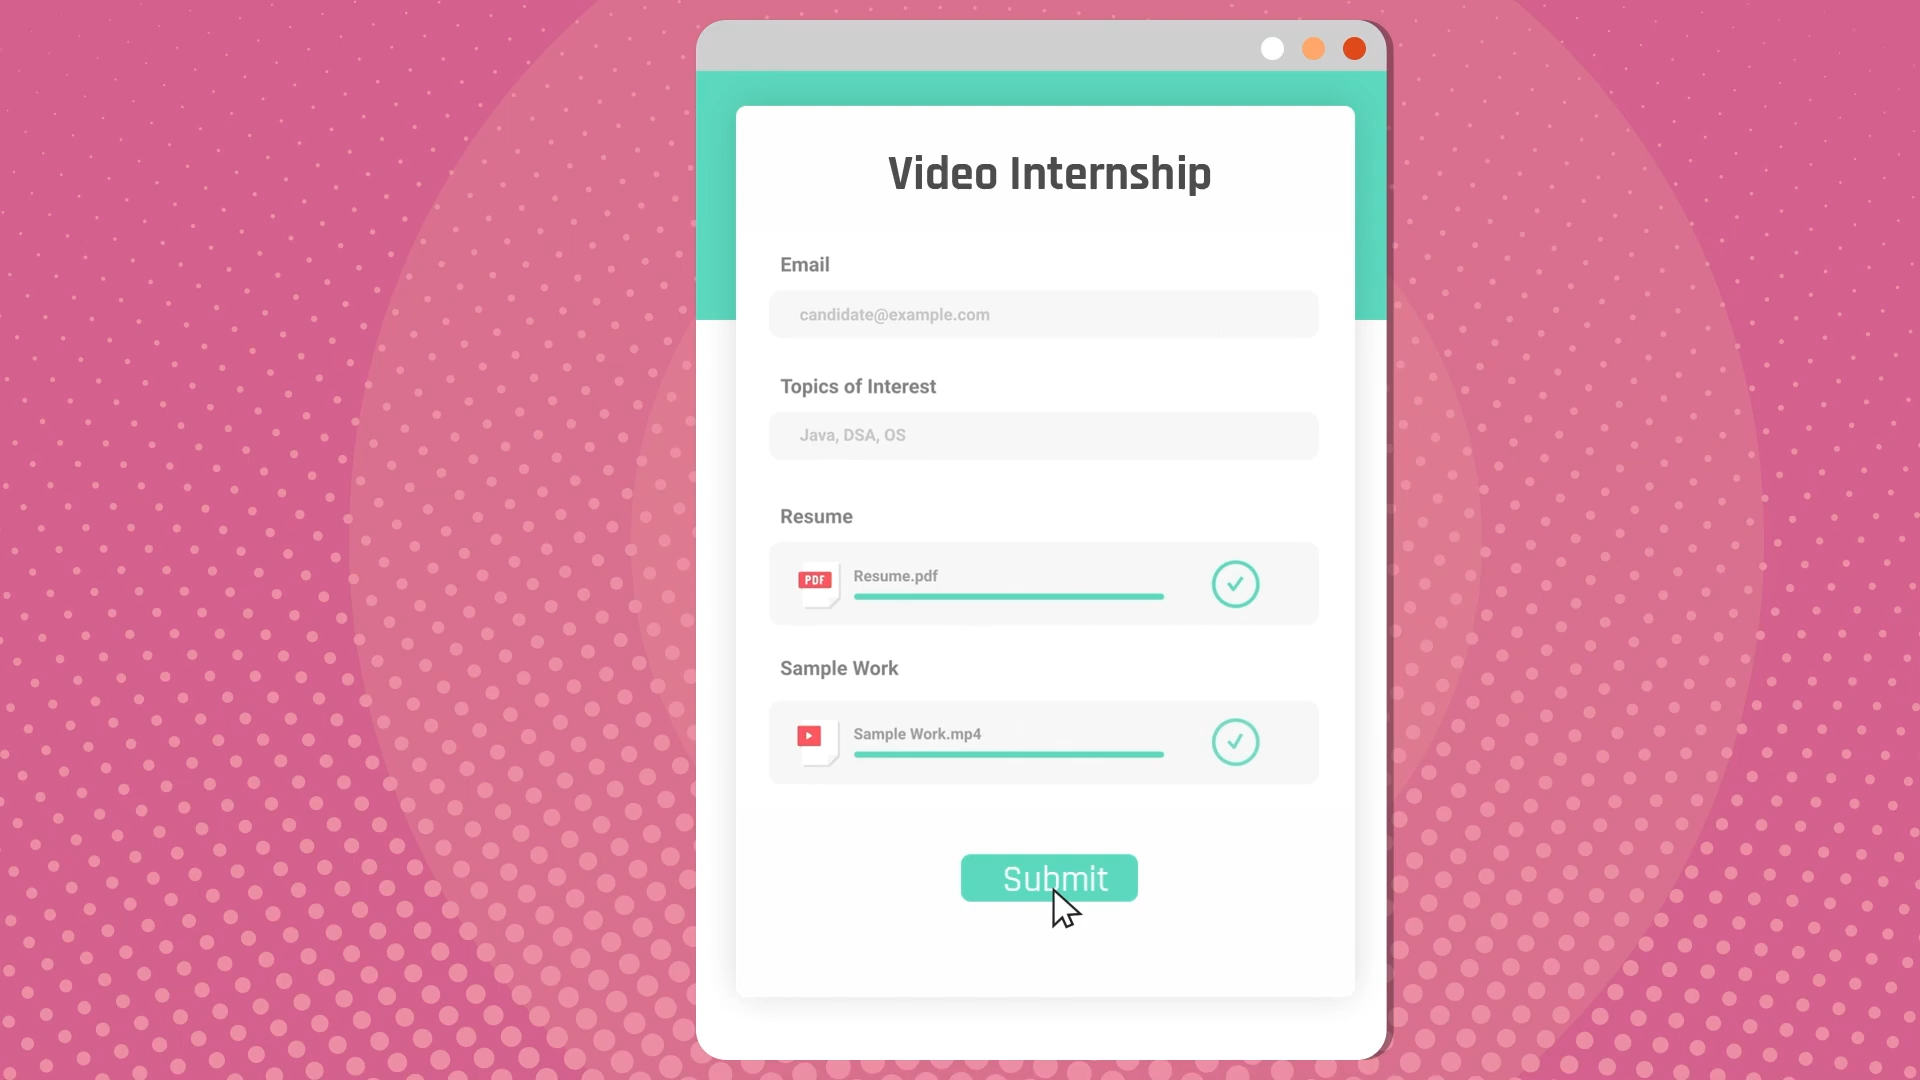 Video Internship
Email
candidate@example.com
Topics of Interest
Java, DSA, OS
Resume
PDF
Resume.pdf
Sample Work
Sample Work.mp4
Submit